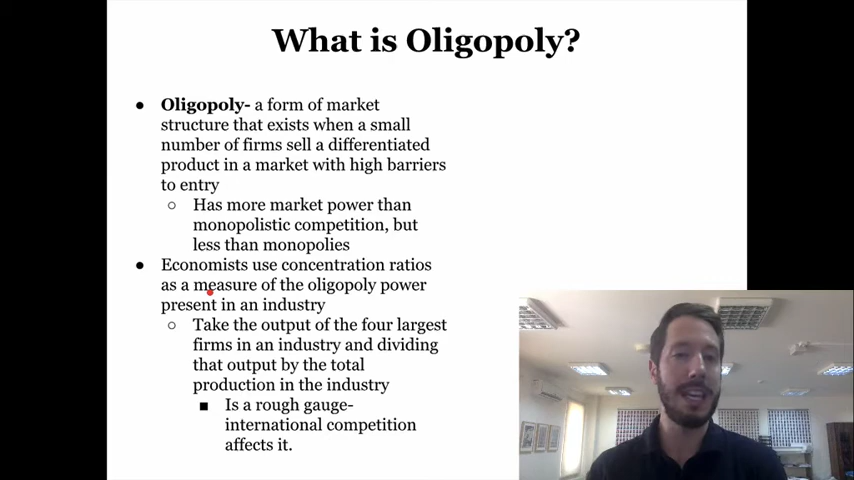 What is Oligopoly?
● Oligopoly- a form of market
structure that exists when a small
number of firms sell a differentiated
product in a market with high barriers
to entry
○ Has more market power than
monopolistic competition, but
less than monopolies
● Economists use concentration ratios
as a measure of the oligopoly power
present in an industry
○ Take the output of the four largest
firms in an industry and dividing
that output by the total
production in the industry
■ Is a rough gauge-
international competition
affects it.